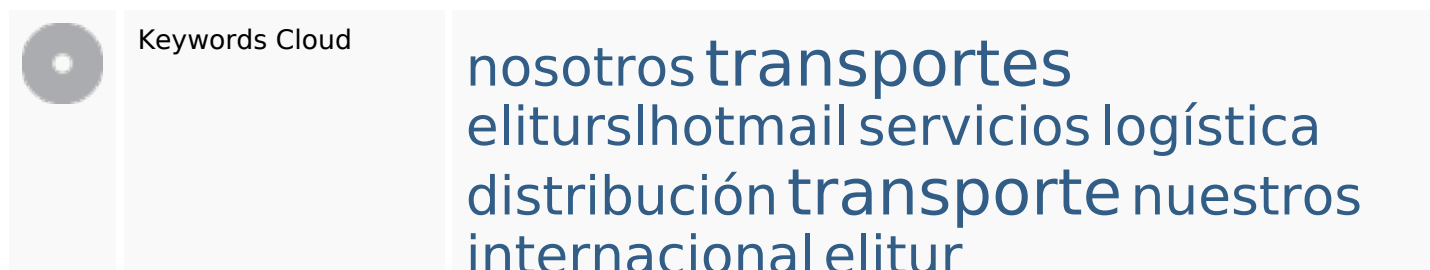 Keywords Cloud
nosotros transportes
eliturslhotmail servicios logística
distribución transporte nuestros
internacional elitur